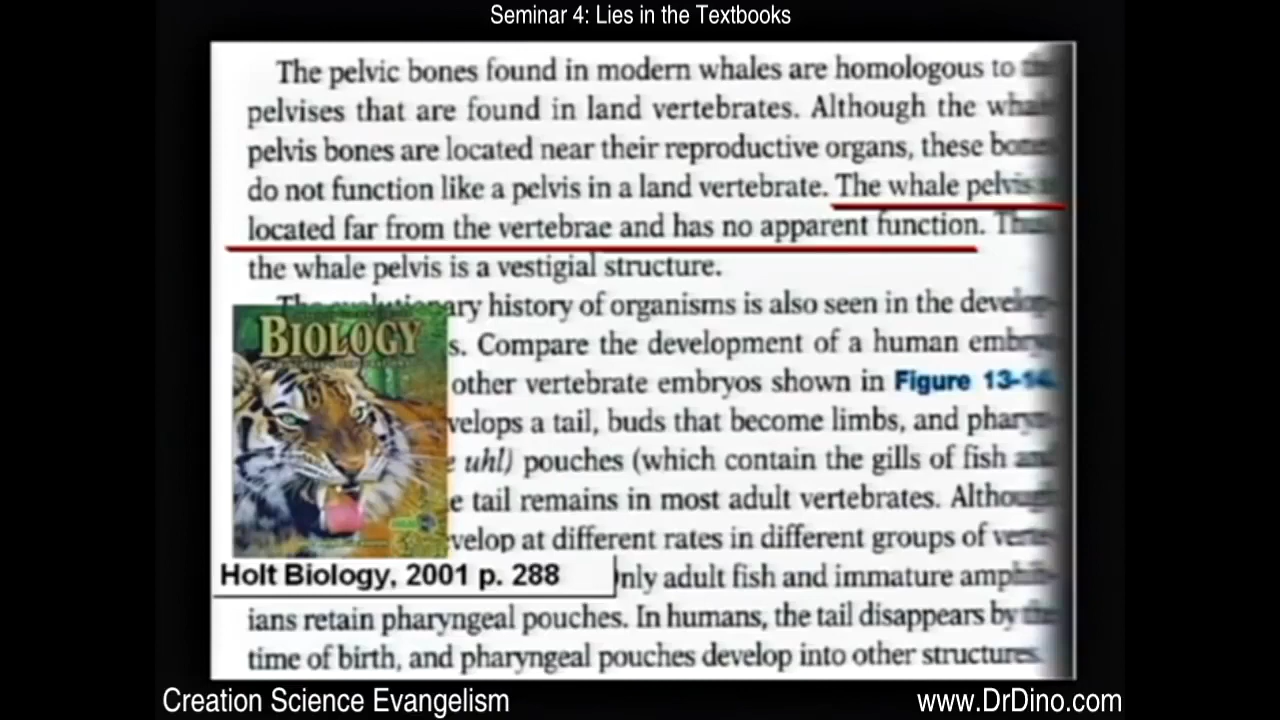 Seminar 4: Lies in the Textbooks
The pelvic bones found in modern whales are homologous to
pelvises that are found in land vertebrates. Although the
pelvis bones are located near their reproductive organs, these
do not function like a pelvis in a land vertebrate. The whale pelvis
located far from the vertebrae and has no apparent function.
the whale pelvis is a vestigial structure.
history of organisms is also seen in the
s. Compare the development of a human
other vertebrate embryos shown in Figure
velops a tail, buds that become limbs, and
uhl) pouches (which contain the gills of fish
e tail remains in most adult vertebrates.
velop at different rates in different groups of
nly adult fish and immature
ians retain pharyngeal pouches. In humans, the tail disappears by
time of birth, and pharyngeal pouches develop into other structures
BIOLOGY
Holt Biology, 2001 p. 288
Creation Science Evangelism
www.DrDino.com